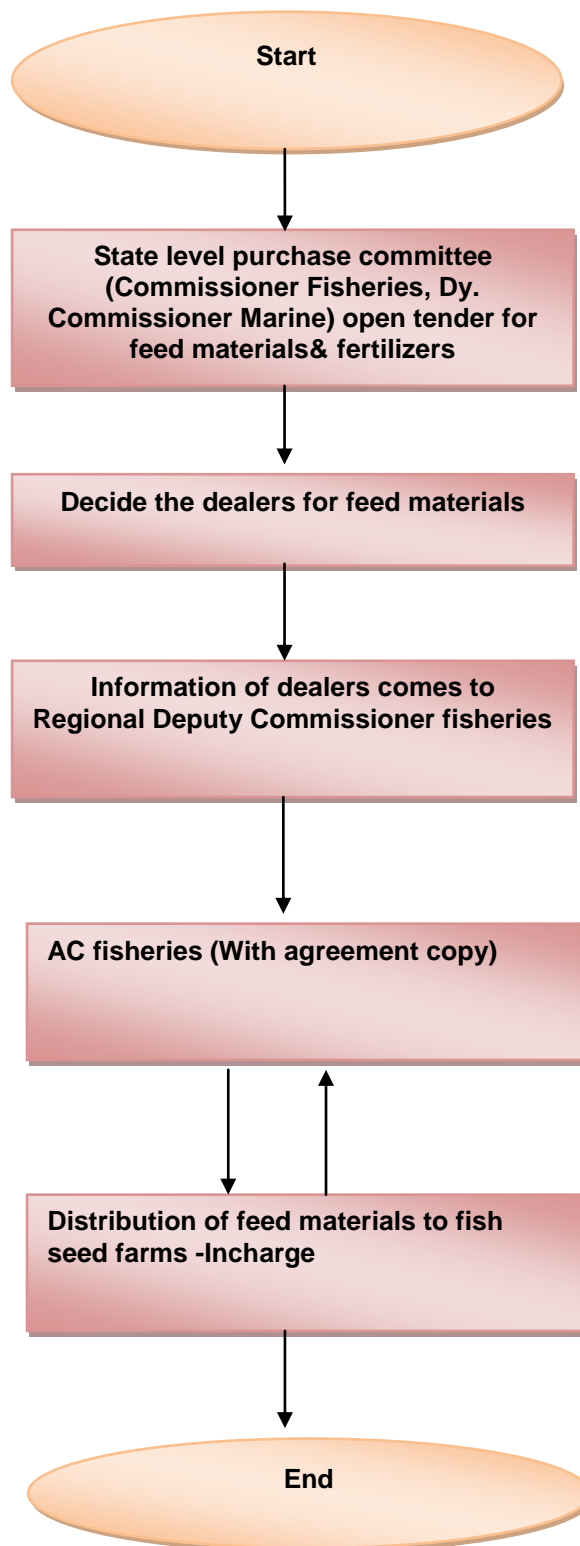 Start
State level purchase committee
(Commissioner Fisheries, Dy.
Commissioner Marine) open tender for
feed materials& fertilizers
Decide the dealers for feed materials
Information of dealers comes to
Regional Deputy Commissioner fisheries
AC fisheries (With agreement copy)
Distribution of feed materials to fish
seed farms -Incharge
End